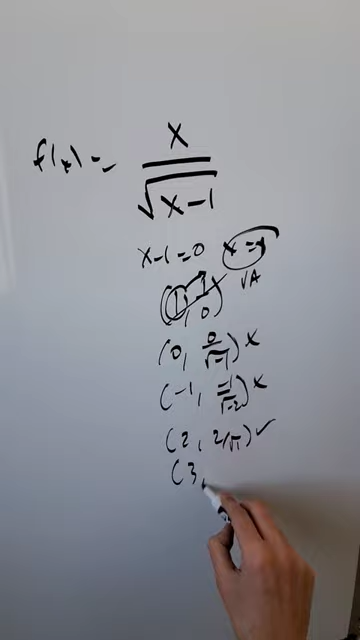 f(x) = x/√(x-1)
x-1=0 x=1
VA
(1, 1/0) x
(0, 0/√-1) x
(-1, -1/√-2) x
(2, 2/√1) ✓
(3,